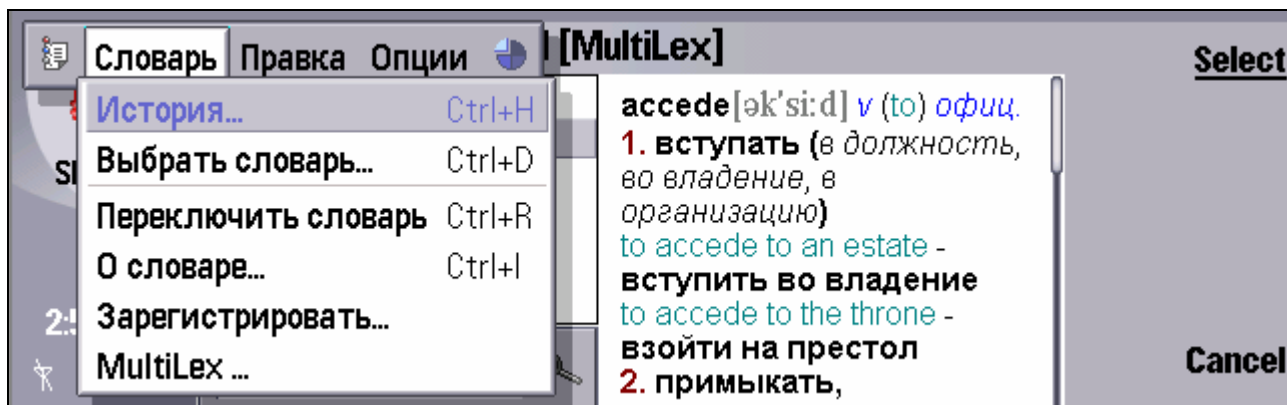 Словарь Правка Опции [MultiLex] Select
История... Ctrl+H
Выбрать словарь... Ctrl+D
Переключить словарь Ctrl+R
О словаре... Ctrl+I
Зарегистрировать...
MultiLex ...
accede [ək'si:d] v (to) офиц.
1. вступать (в должность,
во владение, в
организацию)
to accede to an estate -
вступить во владение
to accede to the throne -
взойти на престол
2. примыкать,
Cancel